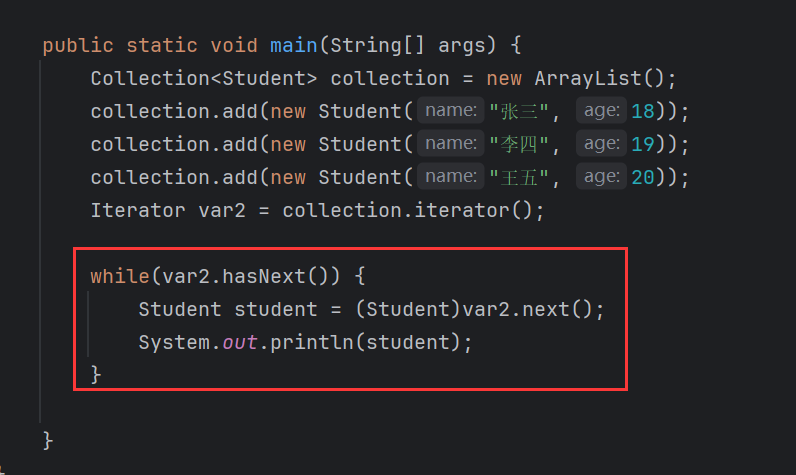 public static void main(String[] args) {
Collection<Student> collection = new ArrayList();
collection.add(new Student( name: "张三", age: 18));
collection.add(new Student( name: "李四", age: 19));
collection.add(new Student( name: "王五", age: 20));
Iterator var2 = collection.iterator();
while(var2.hasNext()) {
Student student = (Student)var2.next();
System.out.println(student);
}
}